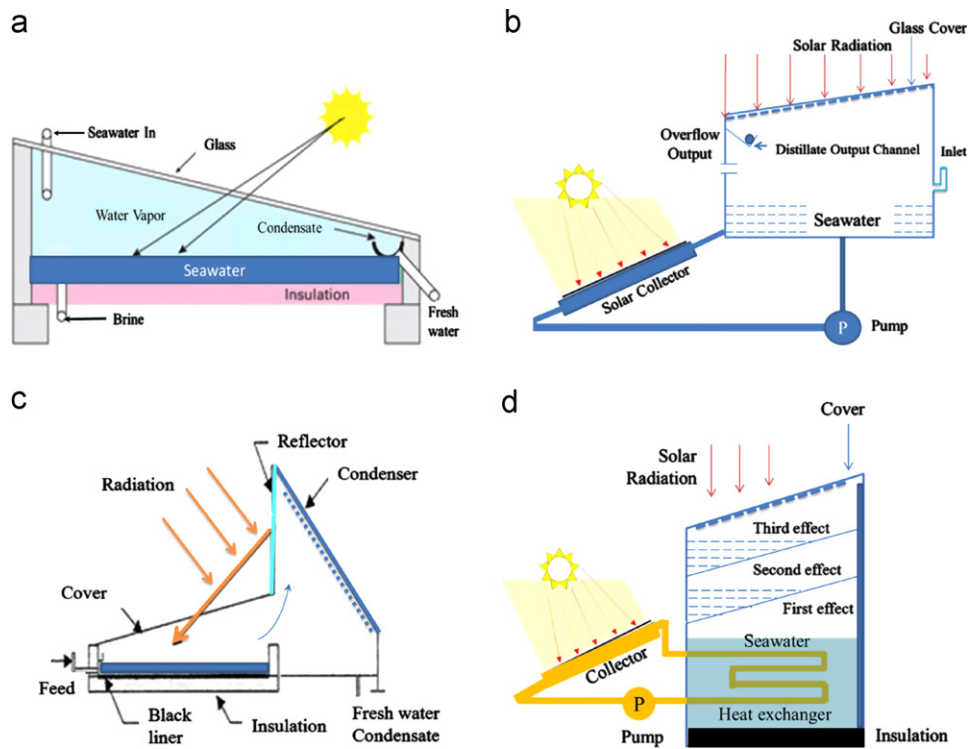 a
Seawater In
Glass
Water Vapor
Condensate
Seawater
Insulation
Brine
Fresh
water
b
Glass Cover
Solar Radiation
Overflow
Output
Distillate Output Channel
Inlet
Seawater
Solar Collector
P
Pump
c
Reflector
Condenser
Radiation
Cover
Feed
Black
liner
Insulation
Fresh water
Condensate
d
Cover
Solar
Radiation
Third effect
Second effect
First effect
Seawater
Collector
P
Heat exchanger
Pump
Insulation